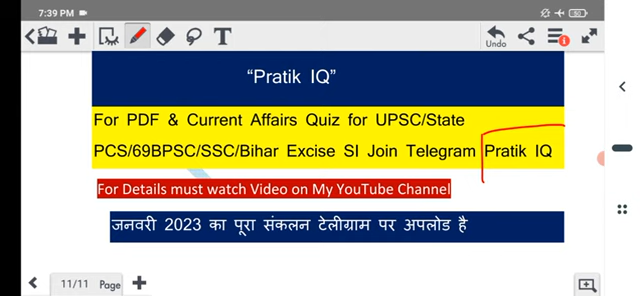 7:39 PM
50
Undo
T
"Pratik IQ"
For PDF & Current Affairs Quiz for UPSC/State
PCS/69BPSC/SSC/Bihar Excise SI Join Telegram Pratik IQ
For Details must watch Video on My YouTube Channel
जनवरी 2023 का पूरा संकलन टेलीग्राम पर अपलोड है
11/11 Page